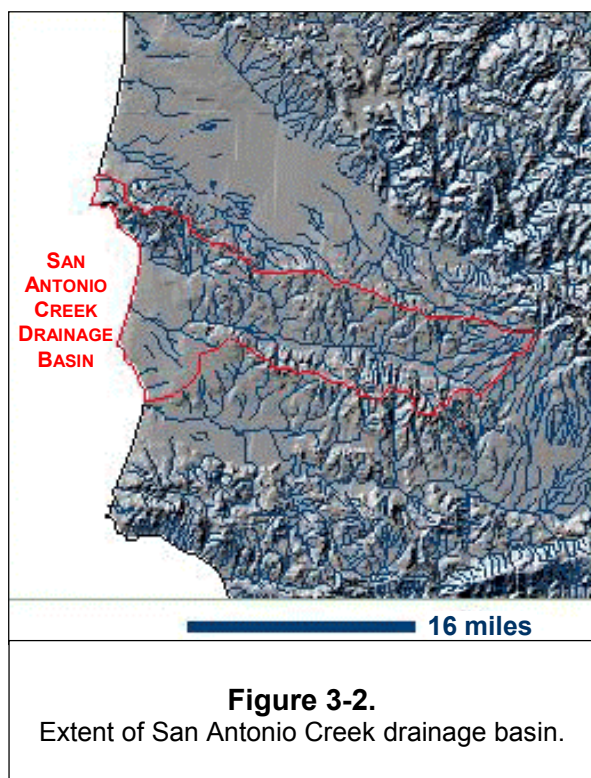 SAN
ANTONIO
CREEK
DRAINAGE
BASIN
16 miles
Figure 3-2.
Extent of San Antonio Creek drainage basin.